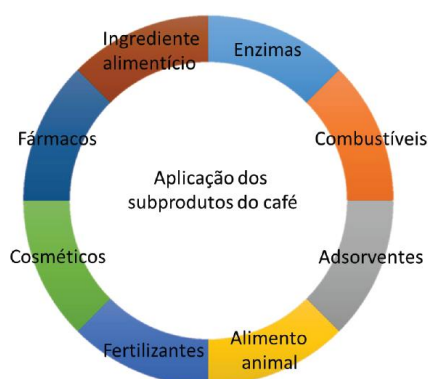 Ingrediente
alimentício
Enzimas
Fármacos
Combustíveis
Aplicação dos
subprodutos do café
Cosméticos
Adsorventes
Fertilizantes
Alimento
animal